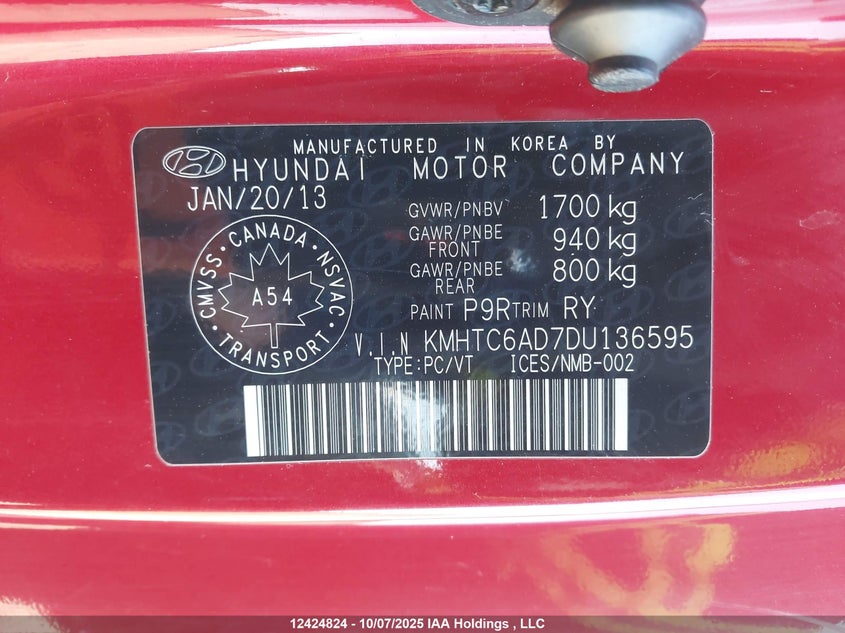 MANUFACTURED IN KOREA BY
HYUNDAI MOTOR COMPANY
JAN/20/13
GVWR/PNBV 1700 kg
GAWR/PNBE FRONT 940 kg
GAWR/PNBE REAR 800 kg
CMVSS · CANADA · NSVAC
A54
· TRANSPORT ·
PAINT P9R TRIM RY
V.I.N KMHTC6AD7DU136595
TYPE:PC/VT ICES/NMB-002
12424824 - 10/07/2025 IAA Holdings , LLC